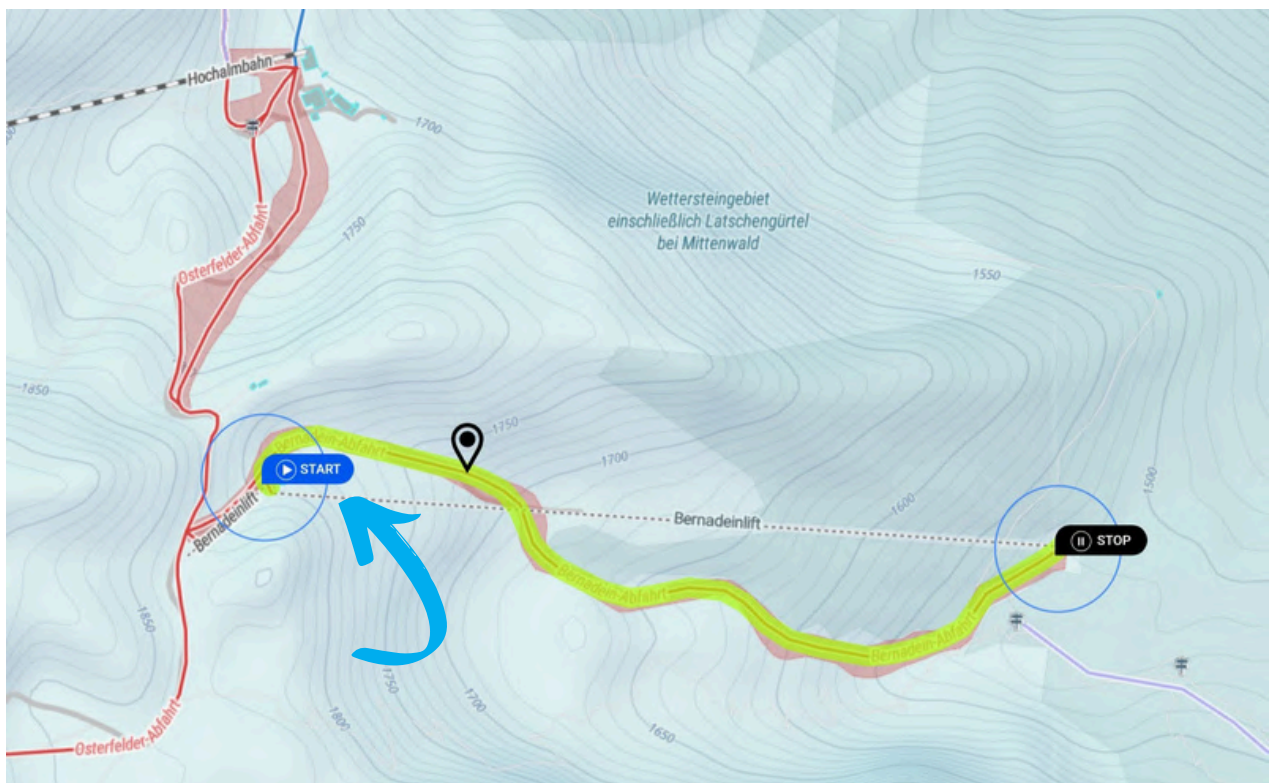 Hochalmbahn
1700
Wettersteingebiet
einschließlich Latschengürtel
bei Mittenwald
1750
Osterfelder-Abfahrt
1550
1850
1750
Bernadein-Abfahrt
START
1700
1500
Bernadeinlift
Bernadeinlift
1600
STOP
Bernadein-Abfahrt
1850
Bernadein-Abfahrt
1750
1700
1800
1650
Osterfelder-Abfahrt